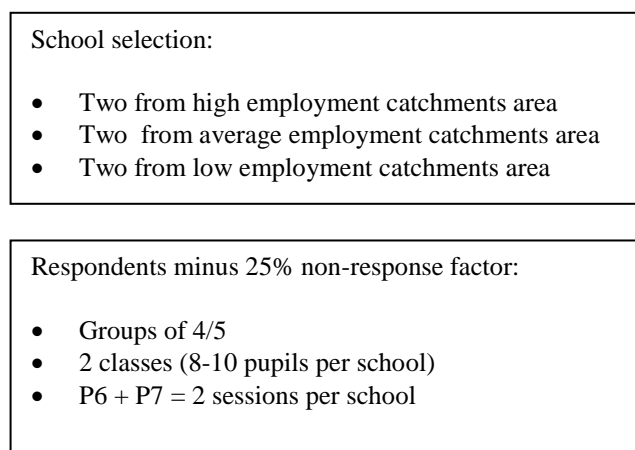 School selection:
• Two from high employment catchments area
• Two from average employment catchments area
• Two from low employment catchments area
Respondents minus 25% non-response factor:
• Groups of 4/5
• 2 classes (8-10 pupils per school)
• P6 + P7 = 2 sessions per school